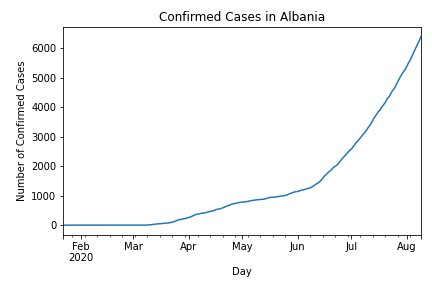 Confirmed Cases in Albania
Number of Confirmed Cases
6000
5000
4000
3000
2000
1000
0
Feb Mar Apr May Jun Jul Aug
2020
Day